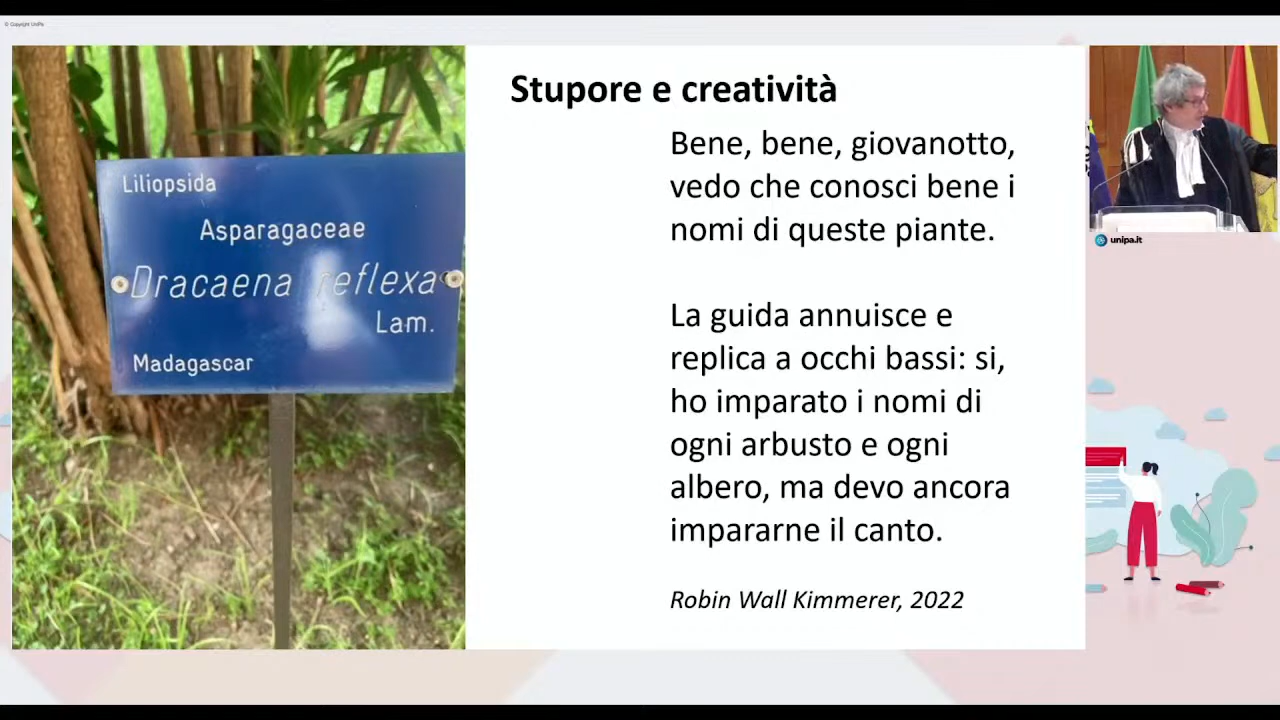 © Copyright UniPa
Stupore e creatività
Liliopsida
Asparagaceae
Dracaena reflexa
Lam.
Madagascar
Bene, bene, giovanotto,
vedo che conosci bene i
nomi di queste piante.
La guida annuisce e
replica a occhi bassi: si,
ho imparato i nomi di
ogni arbusto e ogni
albero, ma devo ancora
impararne il canto.
Robin Wall Kimmerer, 2022
unipa.it